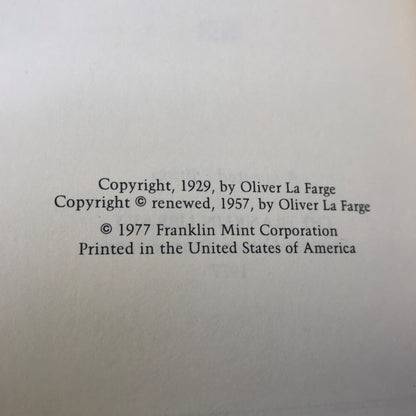 Copyright, 1929, by Oliver La Farge
Copyright © renewed, 1957, by Oliver La Farge
© 1977 Franklin Mint Corporation
Printed in the United States of America